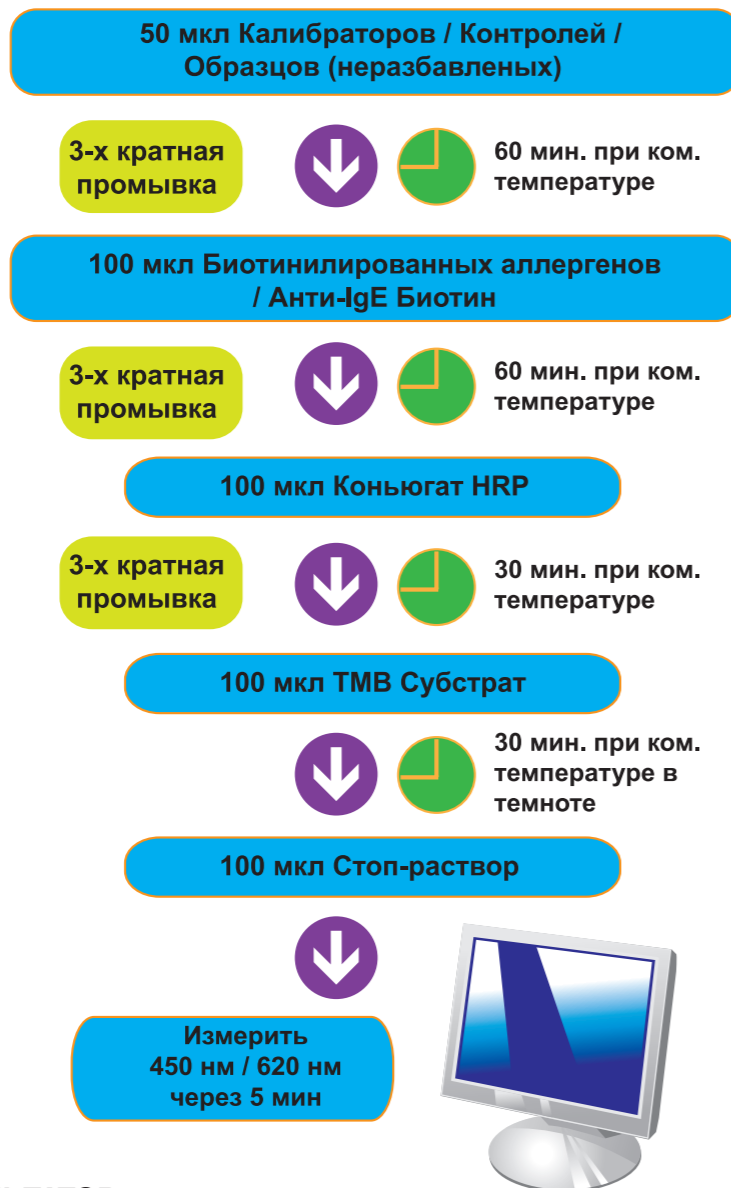 50 мкл Калибраторов / Контролей /
Образцов (неразбавленых)
3-х кратная
промывка
60 мин. при ком.
температуре
100 мкл Биотинилированных аллергенов
/ Анти-IgE Биотин
3-х кратная
промывка
60 мин. при ком.
температуре
100 мкл Коньюгат HRP
3-х кратная
промывка
30 мин. при ком.
температуре
100 мкл ТМВ Субстрат
30 мин. при ком.
температуре в
темноте
100 мкл Стоп-раствор
Измерить
450 нм / 620 нм
через 5 мин